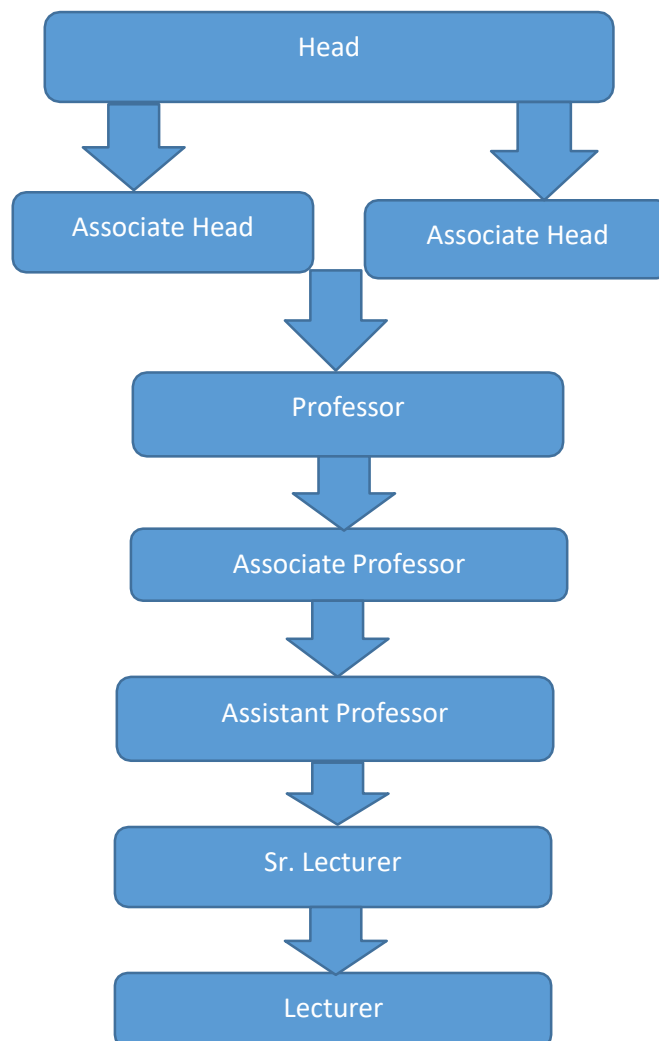 Head
Associate Head
Associate Head
Professor
Associate Professor
Assistant Professor
Sr. Lecturer
Lecturer